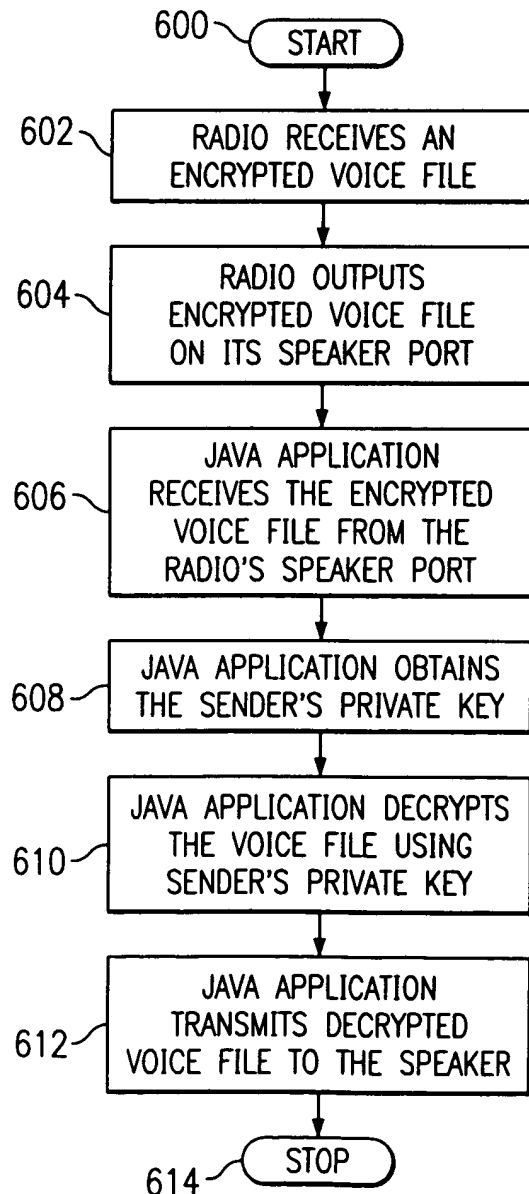 600
START
602
RADIO RECEIVES AN
ENCRYPTED VOICE FILE
604
RADIO OUTPUTS
ENCRYPTED VOICE FILE
ON ITS SPEAKER PORT
606
JAVA APPLICATION
RECEIVES THE ENCRYPTED
VOICE FILE FROM THE
RADIO'S SPEAKER PORT
608
JAVA APPLICATION OBTAINS
THE SENDER'S PRIVATE KEY
610
JAVA APPLICATION DECRYPTS
THE VOICE FILE USING
SENDER'S PRIVATE KEY
612
JAVA APPLICATION
TRANSMITS DECRYPTED
VOICE FILE TO THE SPEAKER
STOP
614